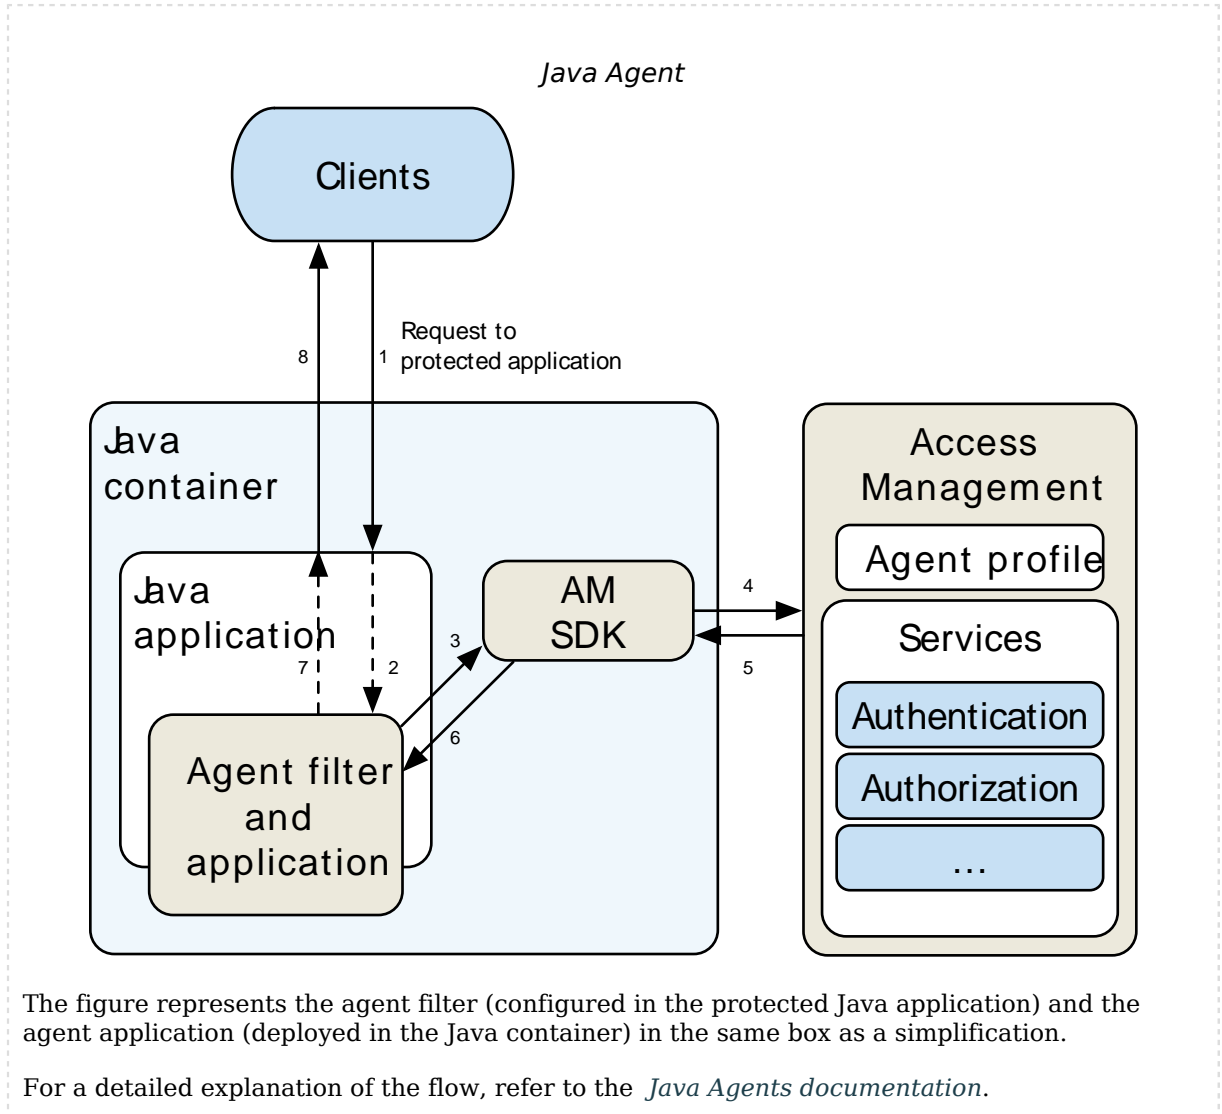 Java Agent
Clients
8
1
Request to
protected application
Java
container
Access
Management
Agent profile
Java
application
AM
SDK
4
5
Services
3
7
2
6
Authentication
Authorization
...
Agent filter
and
application
The figure represents the agent filter (configured in the protected Java application) and the
agent application (deployed in the Java container) in the same box as a simplification.
For a detailed explanation of the flow, refer to the Java Agents documentation.